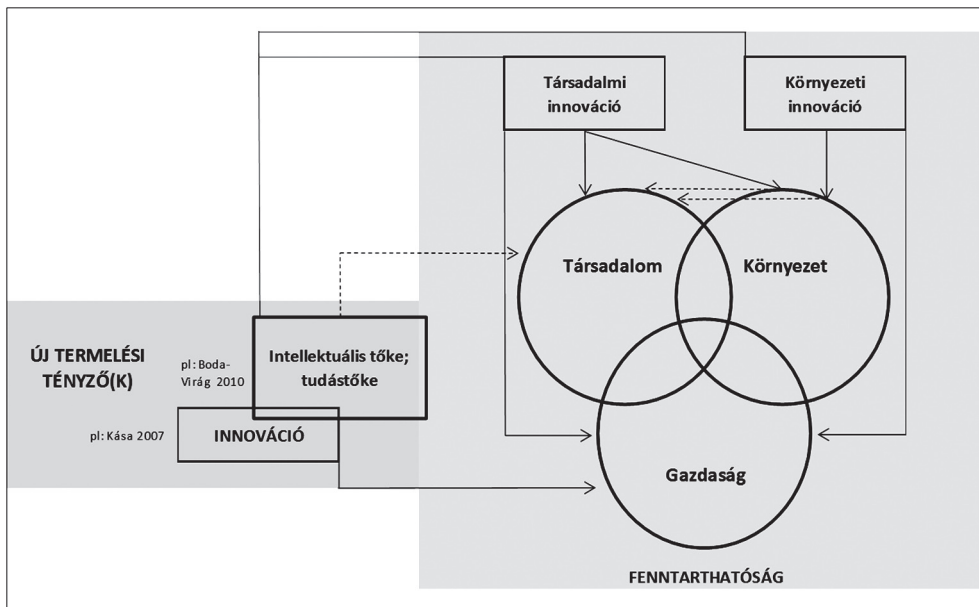 Társadalmi
innováció
Környezeti
innováció
Társadalom
Környezet
ÚJ TERMELÉSI
TÉNYZŐ(K)
pl: Boda-
Virág 2010
Intellektuális tőke;
tudástőke
pl: Kása 2007
INNOVÁCIÓ
Gazdaság
FENNTARTHATÓSÁG